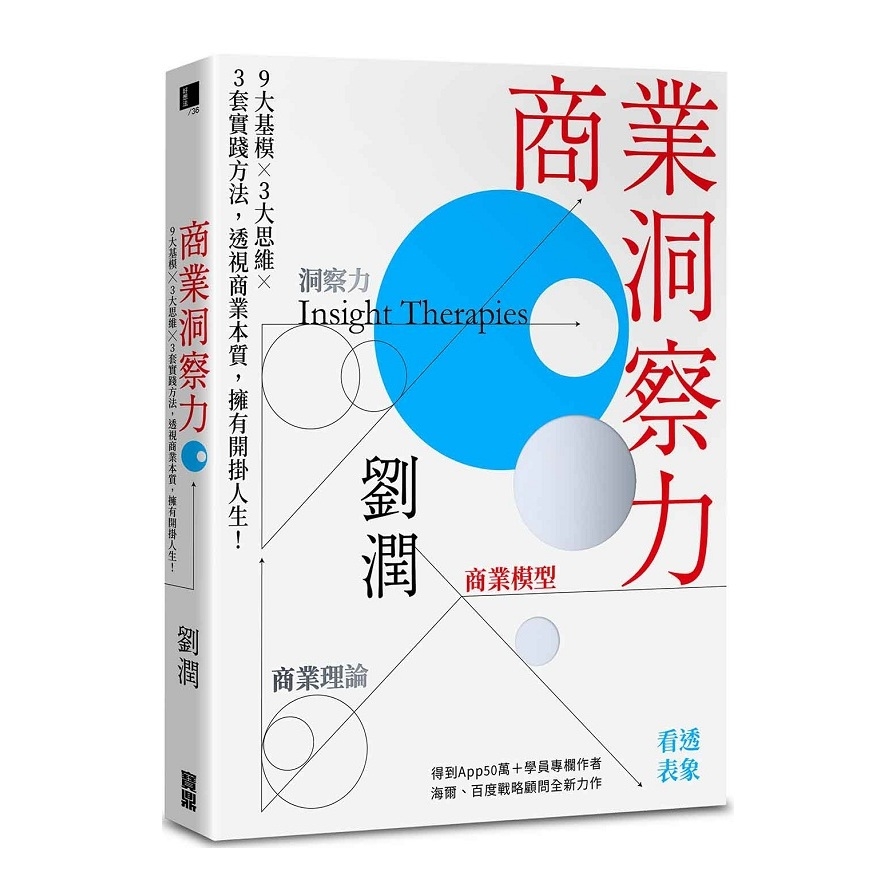 商業洞察力
9大基模×3大思維×
3套實踐方法，透視商業本質，擁有開掛人生！
洞察力
Insight Therapies
劉潤
商業模型
商業理論
看透
表象
得到App50萬＋學員專欄作者
海爾、百度戰略顧問全新力作
/36
商業洞察力
9大基模×3大思維×3套實踐方法，透視商業本質，擁有開掛人生！
劉潤
寶鼎